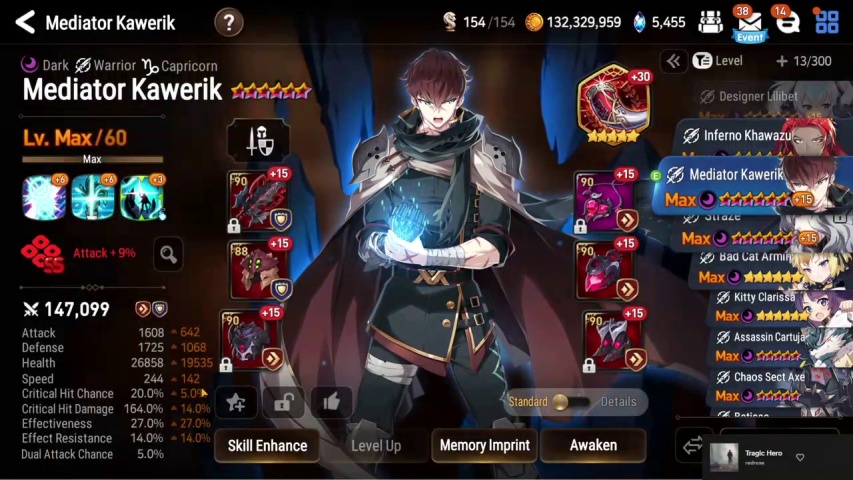 Mediator Kawerik
?
154 /154
132,329,959
5,455
38
Event
14
Dark Warrior Capricorn
Mediator Kawerik
Lv. Max/60
Max
+6 +6 +3
SS Attack + 9%
147,099
Attack 1608 642
Defense 1725 1068
Health 26858 19535
Speed 244 142
Critical Hit Chance 20.0% 5.0%
Critical Hit Damage 164.0% 14.0%
Effectiveness 27.0% 27.0%
Effect Resistance 14.0% 14.0%
Dual Attack Chance 5.0%
90 +15
88 +15
90 +15
+30
90 +15
90 +15
90 +15
Standard Details
Skill Enhance
Level Up
Memory Imprint
Awaken
Level + 13/300
Designer Lilibet
Inferno Khawazu
E Mediator Kawerik
Max +15
Straze
Max +15
Bad Cat Armin
Max
Kitty Clarissa
Max
Assassin Cartuja
Max
Chaos Sect Axe
Max
Tragic Hero
redrose